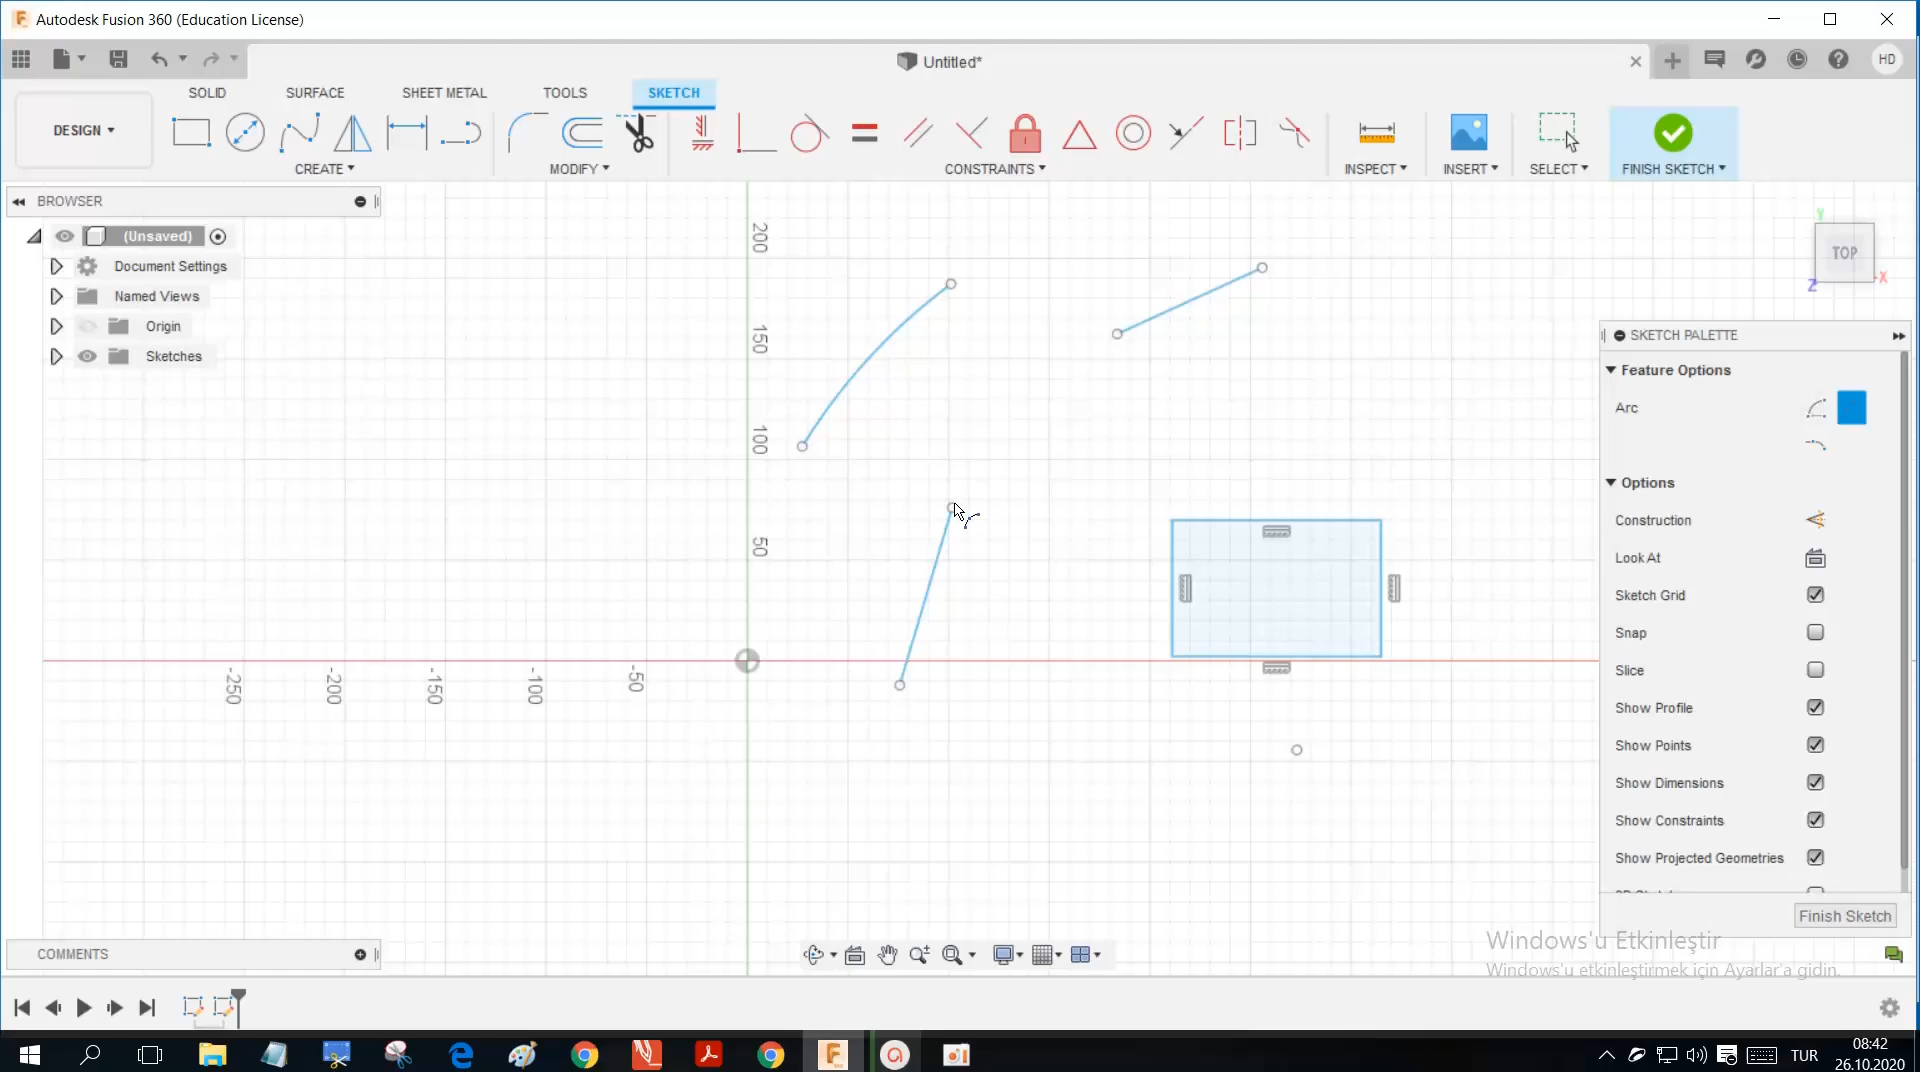 Autodesk Fusion 360 (Education License)
Untitled*
HD
SOLID
SURFACE
SHEET METAL
TOOLS
SKETCH
DESIGN
CREATE
MODIFY
CONSTRAINTS
INSPECT
INSERT
SELECT
FINISH SKETCH
BROWSER
(Unsaved)
Document Settings
Named Views
Origin
Sketches
200
150
100
50
-250
-200
-150
-100
-50
Y
TOP
X
Z
SKETCH PALETTE
Feature Options
Arc
Options
Construction
Look At
Sketch Grid
Snap
Slice
Show Profile
Show Points
Show Dimensions
Show Constraints
Show Projected Geometries
Finish Sketch
Windows'u Etkinleştir
Windows'u etkinleştirmek için Ayarlar'a gidin.
COMMENTS
TUR
08:42
26.10.2020